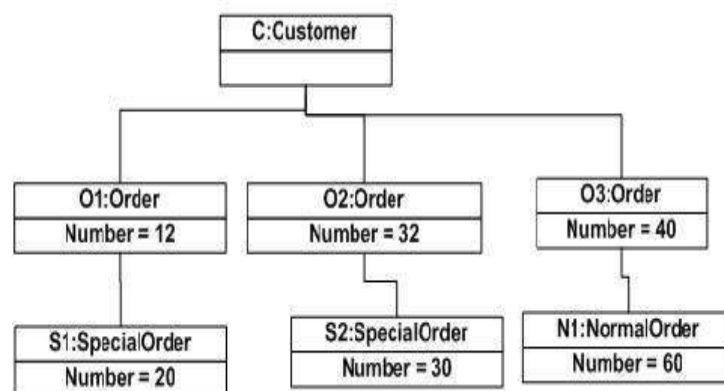 C:Customer
O1:Order
Number = 12
O2:Order
Number = 32
O3:Order
Number = 40
S1:SpecialOrder
Number = 20
S2:SpecialOrder
Number = 30
N1:NormalOrder
Number = 60